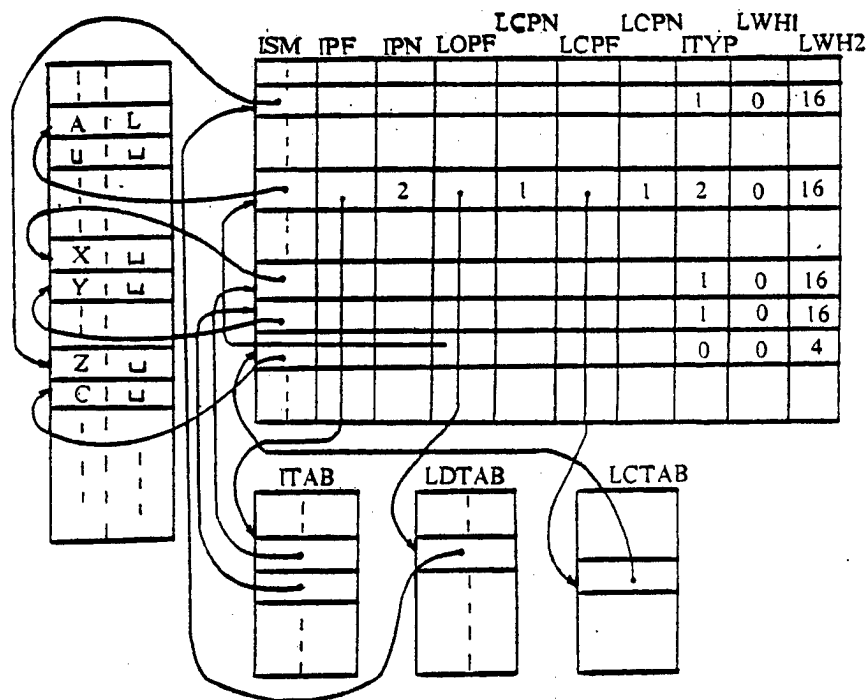 LCPN LCPN LWH1
ISM IPF IPN LOPF LCPF ITYP LWH2
1 0 16
A L
⊔ ⊔
2 1 1 2 0 16
X ⊔
Y ⊔
1 0 16
1 0 16
0 0 4
Z ⊔
C ⊔
ITAB LDTAB LCTAB